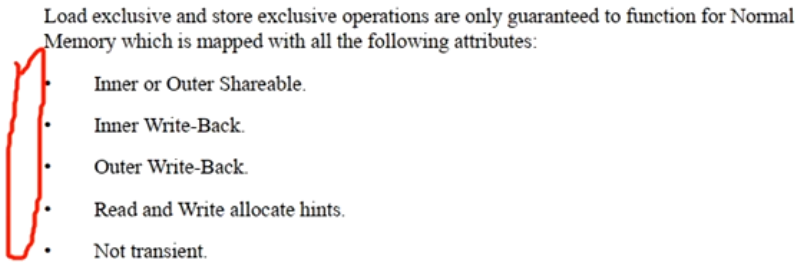 Load exclusive and store exclusive operations are only guaranteed to function for Normal
Memory which is mapped with all the following attributes:
• Inner or Outer Shareable.
• Inner Write-Back.
• Outer Write-Back.
• Read and Write allocate hints.
• Not transient.